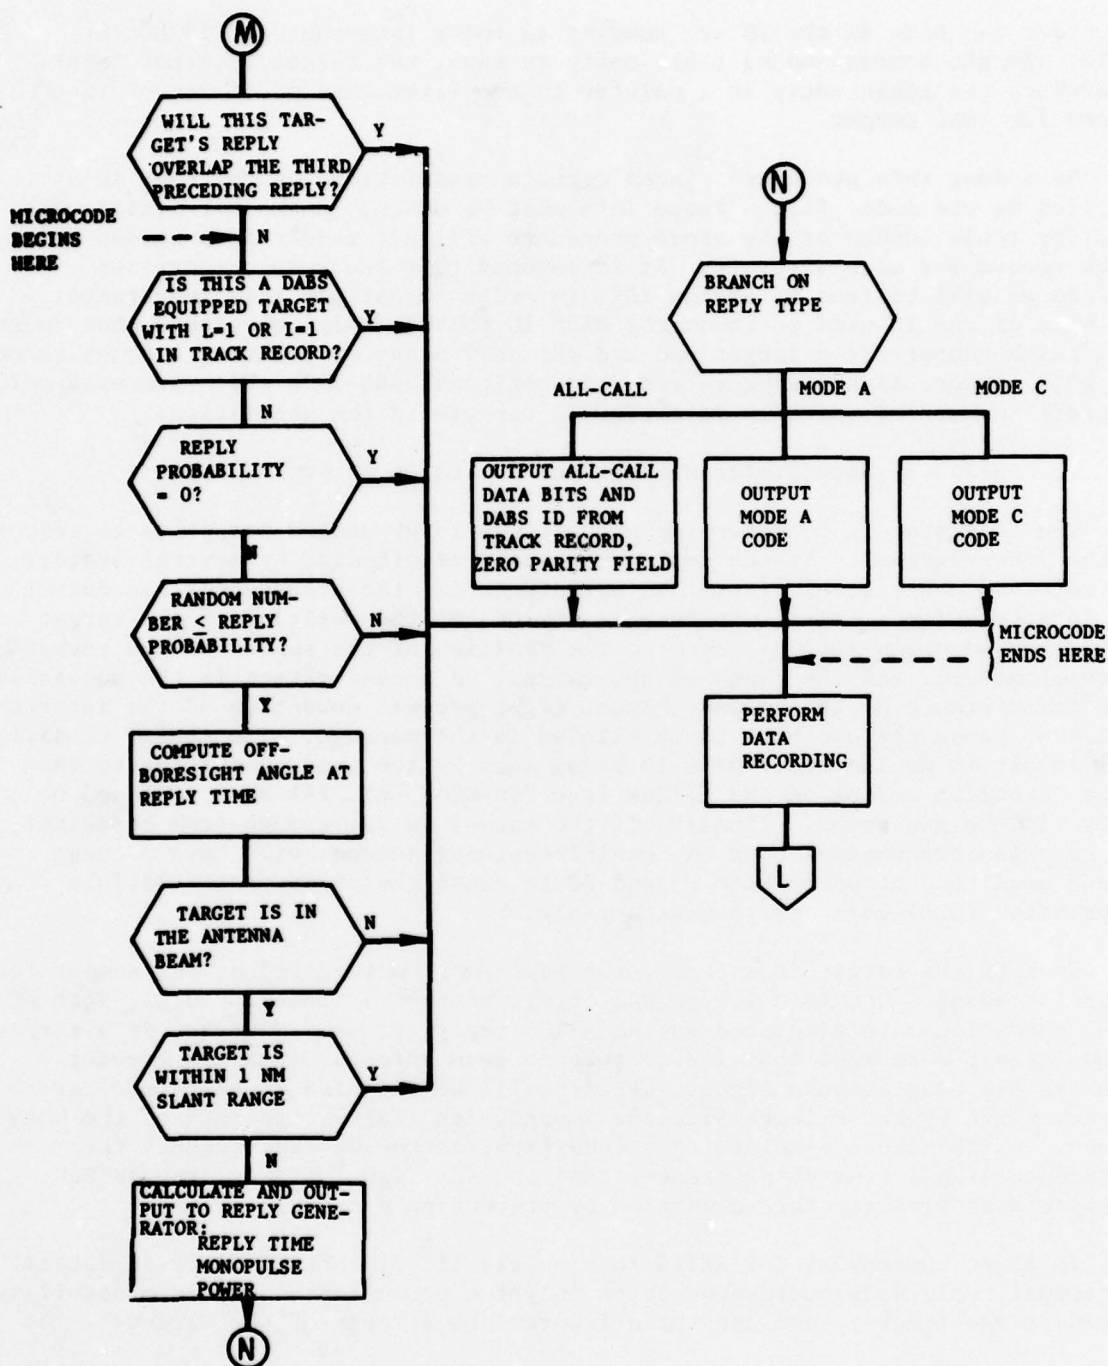 M
WILL THIS TAR-
GET'S REPLY
OVERLAP THE THIRD
PRECEDING REPLY?
Y
MICROCODE
BEGINS
HERE
N
IS THIS A DABS
EQUIPPED TARGET
WITH L=1 OR I=1
IN TRACK RECORD?
Y
N
REPLY
PROBABILITY
= 0?
Y
N
RANDOM NUM-
BER ≤ REPLY
PROBABILITY?
N
Y
COMPUTE OFF-
BORESIGHT ANGLE AT
REPLY TIME
TARGET IS IN
THE ANTENNA
BEAM?
N
Y
TARGET IS
WITHIN 1 NM
SLANT RANGE
Y
N
CALCULATE AND OUT-
PUT TO REPLY GENE-
RATOR:
REPLY TIME
MONOPULSE
POWER
N
N
BRANCH ON
REPLY TYPE
ALL-CALL
MODE A
MODE C
OUTPUT ALL-CALL
DATA BITS AND
DABS ID FROM
TRACK RECORD,
ZERO PARITY FIELD
OUTPUT
MODE A
CODE
OUTPUT
MODE C
CODE
MICROCODE
ENDS HERE
PERFORM
DATA
RECORDING
L